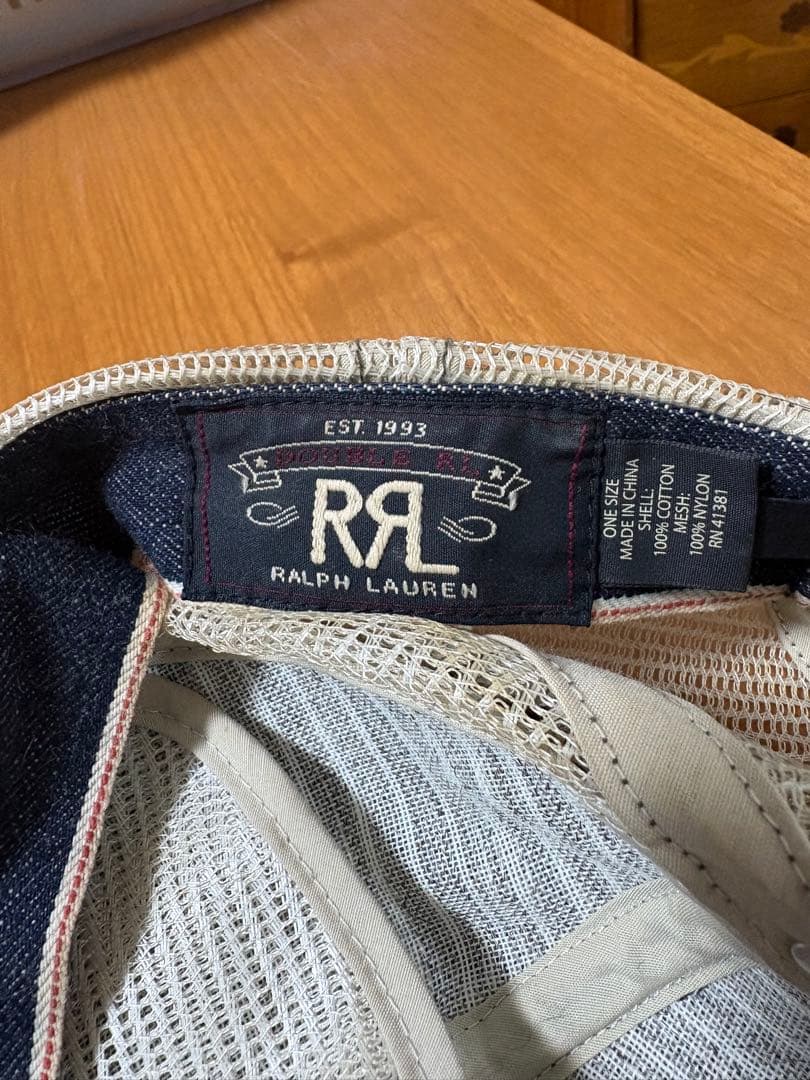 EST. 1993
DOUBLE RL
RRL
RALPH LAUREN
ONE SIZE
MADE IN CHINA
SHELL:
100% COTTON
MESH:
100% NYLON
RN 41381